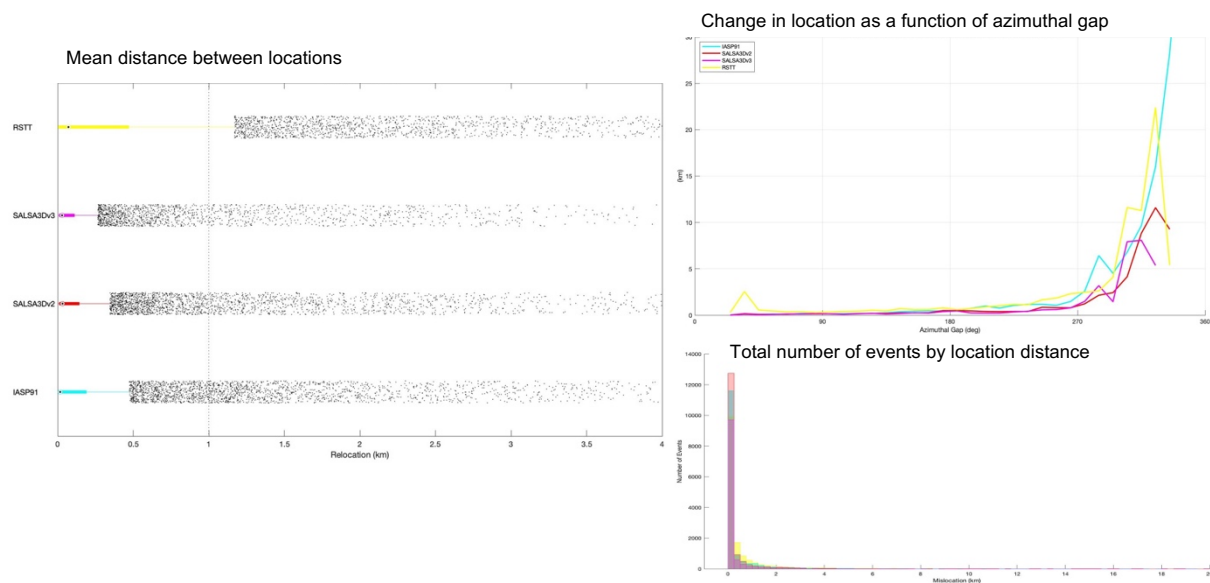 Mean distance between locations
RSTT
SALSA3Dv3
SALSA3Dv2
IASP91
0 0.5 1 1.5 2 2.5 3 3.5 4
Relocation (km)
Change in location as a function of azimuthal gap
30
25
20
15
10
5
0
(km)
IASP91
SALSA3Dv2
SALSA3Dv3
RSTT
0 90 180 270 360
Azimuthal Gap (deg)
Total number of events by location distance
14000
12000
10000
8000
6000
4000
2000
0
Number of Events
0 2 4 6 8 10 12 14 16 18 20
Mislocation (km)